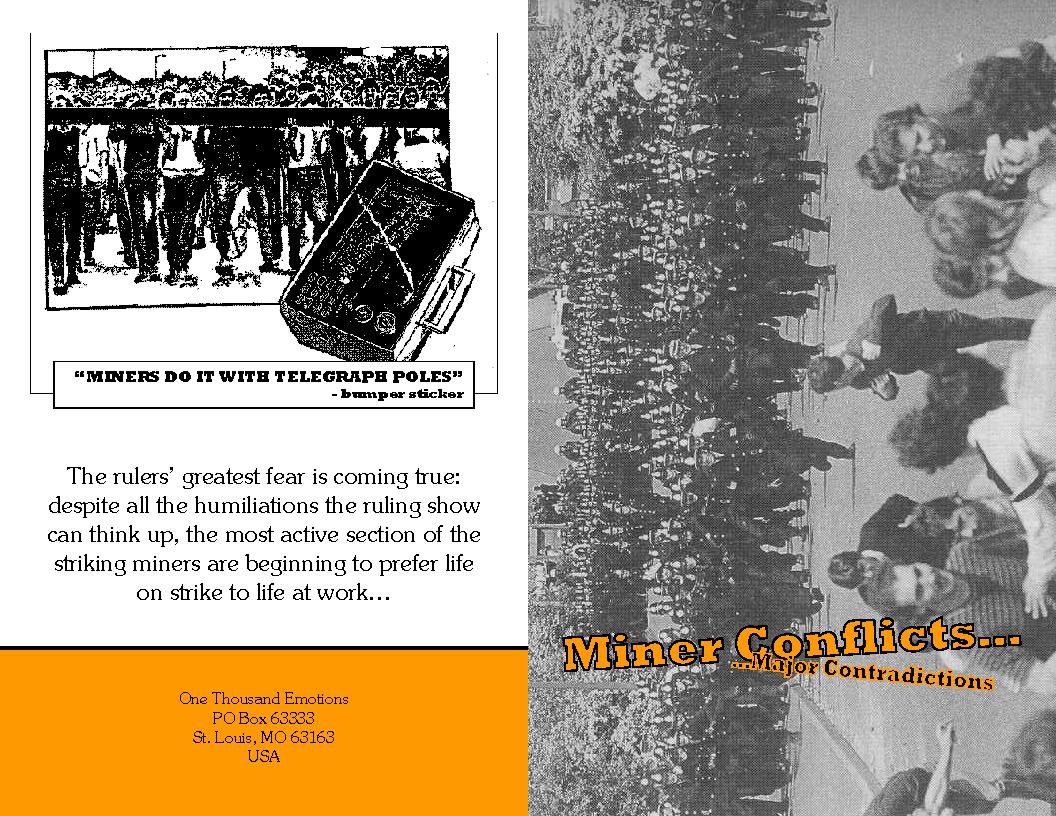 “MINERS DO IT WITH TELEGRAPH POLES”
- bumper sticker
The rulers’ greatest fear is coming true:
despite all the humiliations the ruling show
can think up, the most active section of the
striking miners are beginning to prefer life
on strike to life at work…
One Thousand Emotions
PO Box 63333
St. Louis, MO 63163
USA
Miner Conflicts...
...Major Contradictions